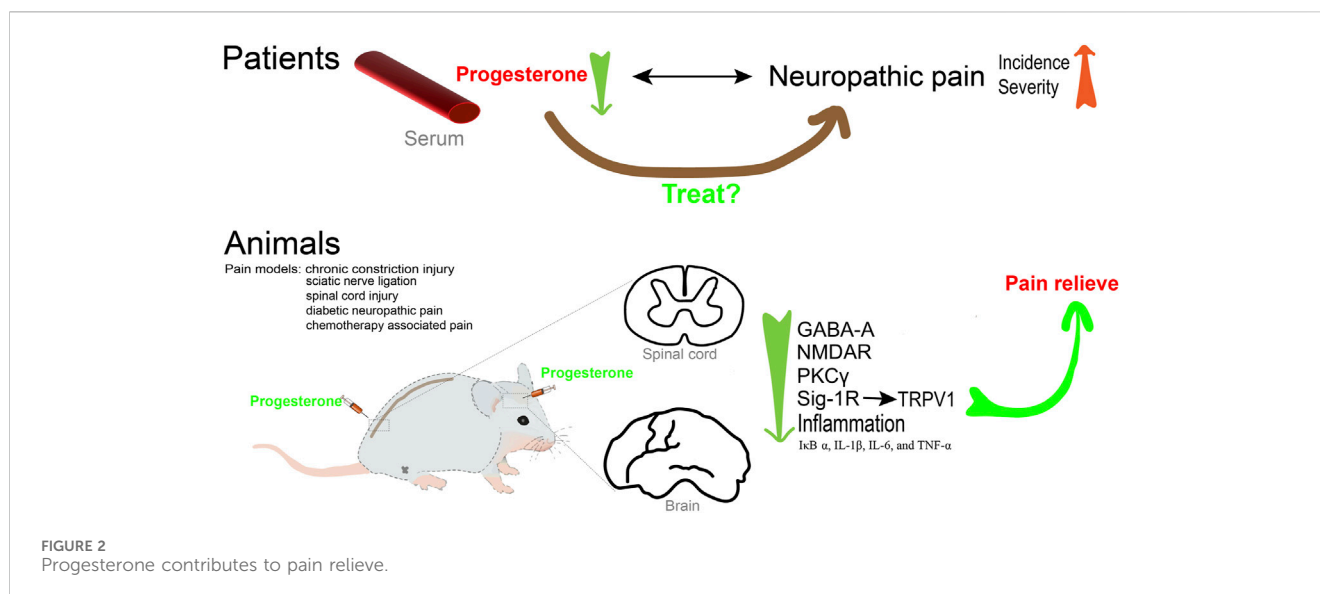 Patients
Serum
Progesterone
Neuropathic pain
Incidence
Severity
Treat?
Animals
Pain models: chronic constriction injury
sciatic nerve ligation
spinal cord injury
diabetic neuropathic pain
chemotherapy associated pain
Progesterone
Progesterone
Spinal cord
Brain
GABA-A
NMDAR
PKCγ
Sig-1R TRPV1
Inflammation
IκB α, IL-1β, IL-6, and TNF-α
Pain relieve
FIGURE 2
Progesterone contributes to pain relieve.